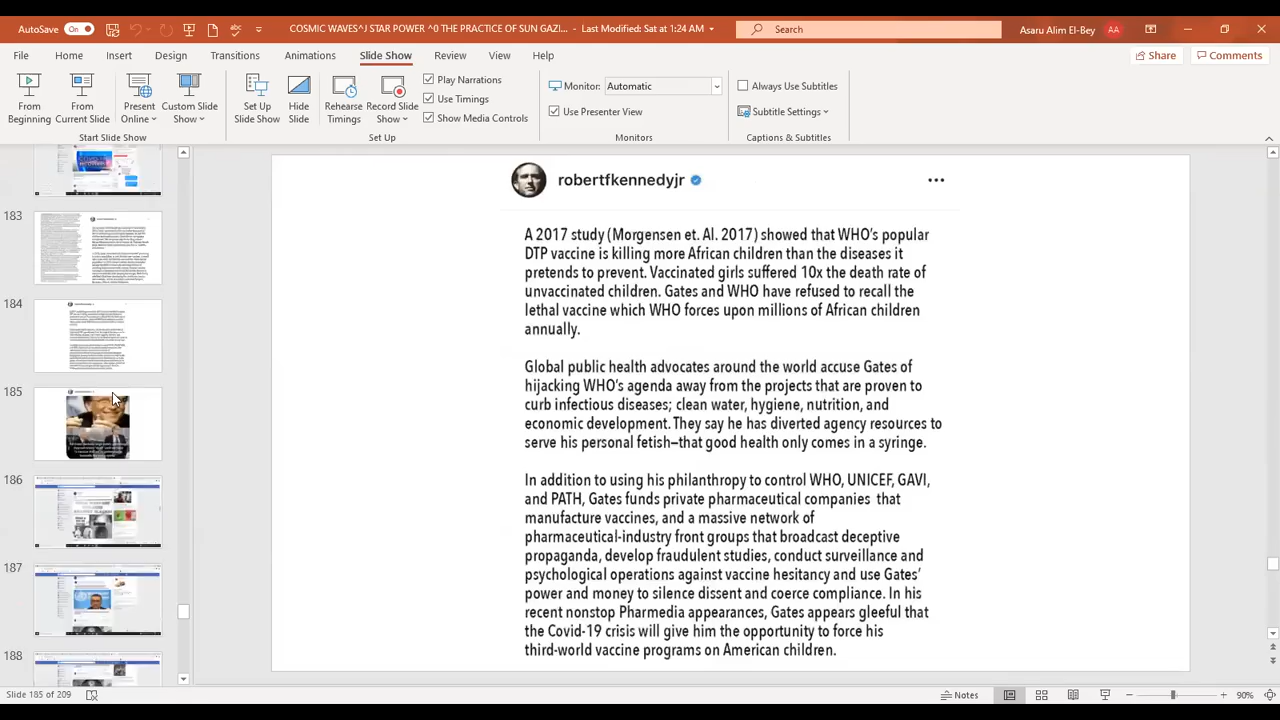 AutoSave On
COSMIC WAVES^J STAR POWER ^0 THE PRACTICE OF SUN GAZI... - Last Modified: Sat at 1:24 AM
Search
Asaru Alim El-Bey AA
File Home Insert Design Transitions Animations Slide Show Review View Help
Share Comments
From Beginning
From Current Slide
Present Online
Custom Slide Show
Start Slide Show
Set Up Slide Show
Hide Slide
Rehearse Timings
Record Slide Show
Play Narrations
Use Timings
Show Media Controls
Set Up
Monitor: Automatic
Use Presenter View
Monitors
Always Use Subtitles
Subtitle Settings
Captions & Subtitles
183
184
185
186
187
188
robertfkennedyjr
A 2017 study (Morgensen et. Al. 2017) showed that WHO's popular
DTP vaccine is killing more African children than the diseases it
pretends to prevent. Vaccinated girls suffered 10x the death rate of
unvaccinated children. Gates and WHO have refused to recall the
lethal vaccine which WHO forces upon millions of African children
annually.
Global public health advocates around the world accuse Gates of
hijacking WHO's agenda away from the projects that are proven to
curb infectious diseases; clean water, hygiene, nutrition, and
economic development. They say he has diverted agency resources to
serve his personal fetish—that good health only comes in a syringe.
In addition to using his philanthropy to control WHO, UNICEF, GAVI,
and PATH, Gates funds private pharmaceutical companies that
manufacture vaccines, and a massive network of
pharmaceutical-industry front groups that broadcast deceptive
propaganda, develop fraudulent studies, conduct surveillance and
psychological operations against vaccine hesitancy and use Gates'
power and money to silence dissent and coerce compliance. In his
recent nonstop Pharmedia appearances, Gates appears gleeful that
the Covid-19 crisis will give him the opportunity to force his
third-world vaccine programs on American children.
Slide 185 of 209
Notes
90%